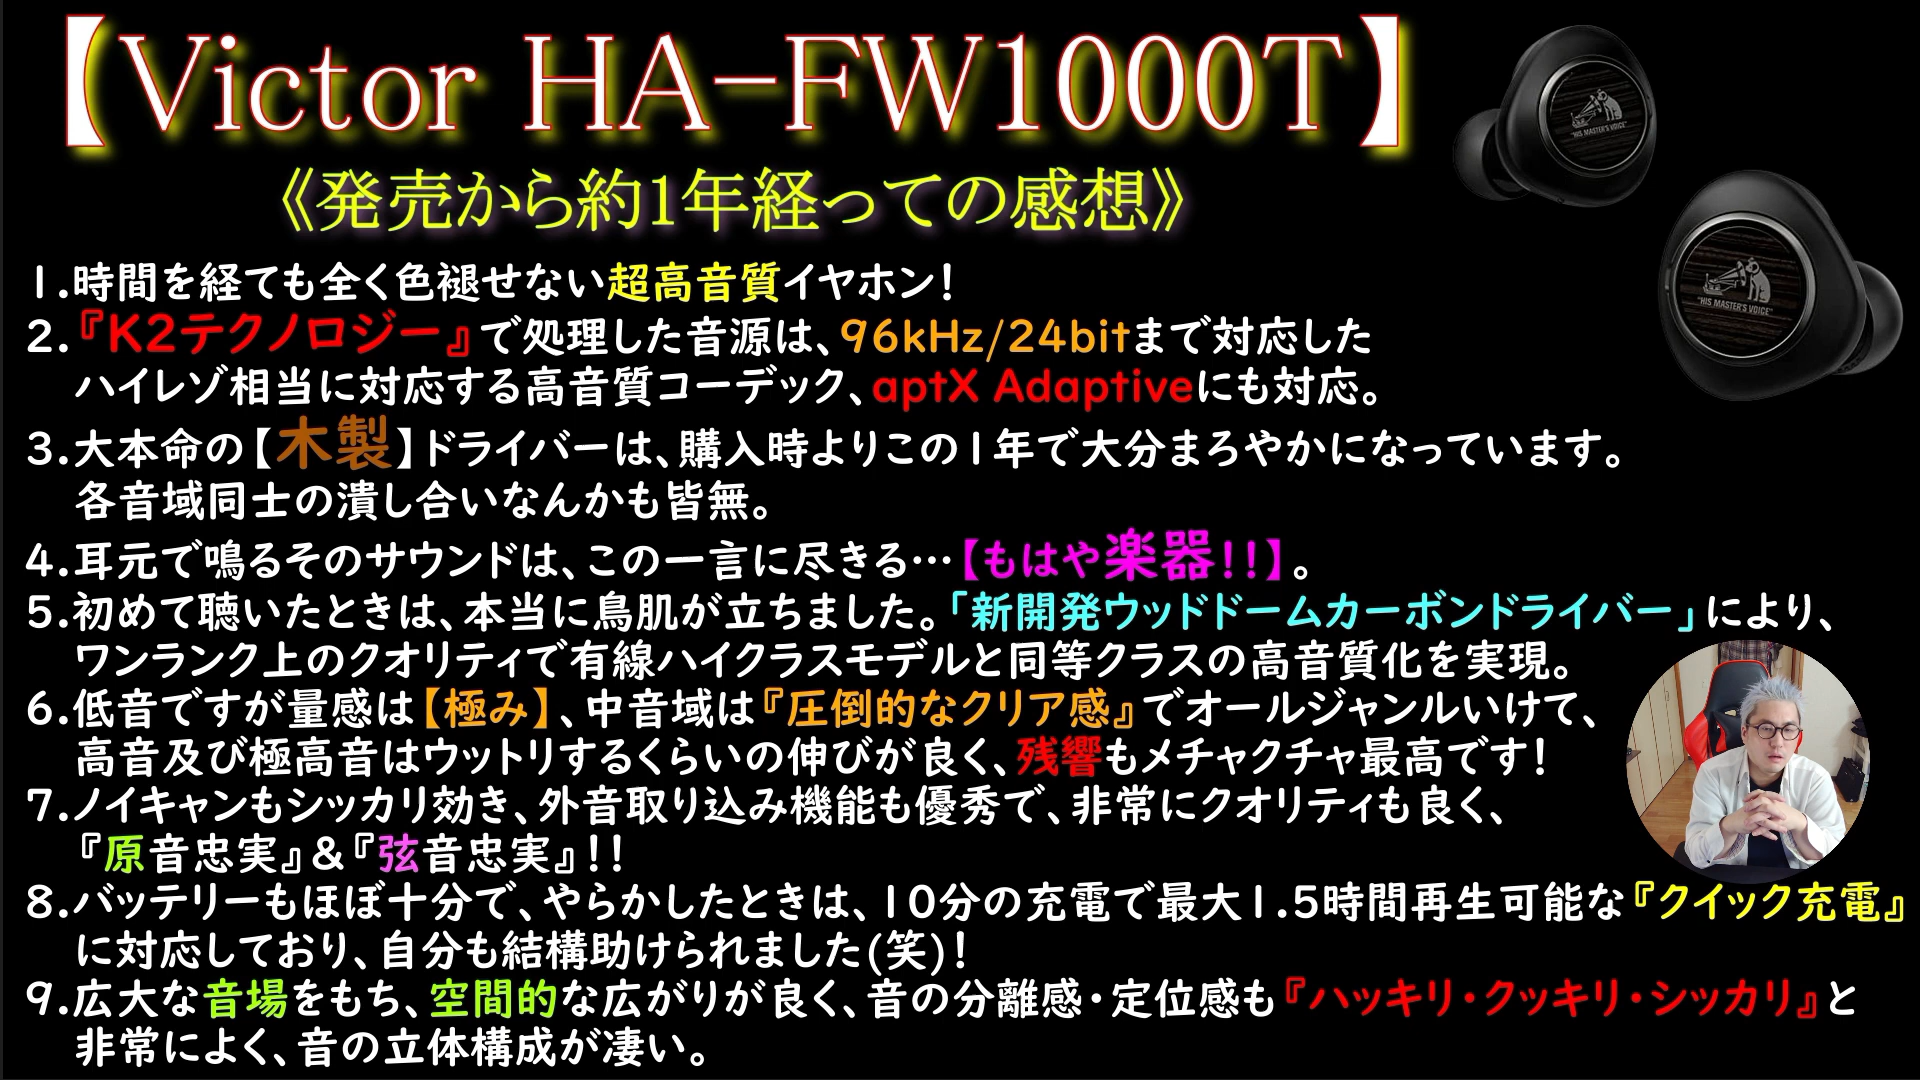 【Victor HA-FW1000T】
《発売から約1年経っての感想》
1.時間を経ても全く色褪せない超高音質イヤホン!
2.『K2テクノロジー』で処理した音源は、96kHz/24bitまで対応した
ハイレゾ相当に対応する高音質コーデック、aptX Adaptiveにも対応。
3.大本命の【木製】ドライバーは、購入時よりこの1年で大分まろやかになっています。
各音域同士の潰し合いなんかも皆無。
4.耳元で鳴るそのサウンドは、この一言に尽きる…【もはや楽器!!】。
5.初めて聴いたときは、本当に鳥肌が立ちました。「新開発ウッドドームカーボンドライバー」により、
ワンランク上のクオリティで有線ハイクラスモデルと同等クラスの高音質化を実現。
6.低音ですが量感は【極み】、中音域は『圧倒的なクリア感』でオールジャンルいけて、
高音及び極高音はウットリするくらいの伸びが良く、残響もメチャクチャ最高です!
7.ノイキャンもシッカリ効き、外音取り込み機能も優秀で、非常にクオリティも良く、
『原音忠実』&『弦音忠実』!!
8.バッテリーもほぼ十分で、やらかしたときは、10分の充電で最大1.5時間再生可能な『クイック充電』
に対応しており、自分も結構助けられました(笑)!
9.広大な音場をもち、空間的な広がりが良く、音の分離感・定位感も『ハッキリ・クッキリ・シッカリ』と
非常によく、音の立体構成が凄い。
"HIS MASTER'S VOICE"
"HIS MASTER'S VOICE"